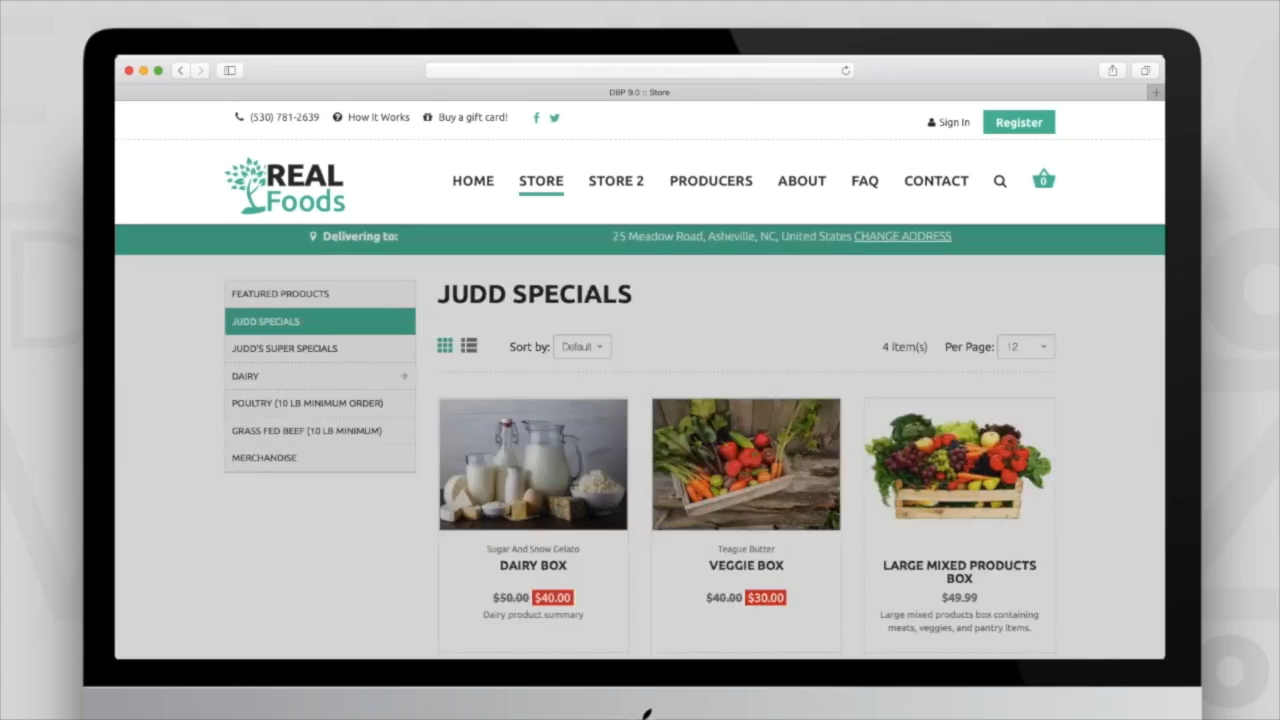 DBP 9.0 :: Store
(530) 781-2639 How It Works Buy a gift card! Sign In Register
REAL
Foods
HOME STORE STORE 2 PRODUCERS ABOUT FAQ CONTACT 0
Delivering to: 25 Meadow Road, Asheville, NC, United States CHANGE ADDRESS
FEATURED PRODUCTS
JUDD SPECIALS
JUDD'S SUPER SPECIALS
DAIRY +
POULTRY (10 LB MINIMUM ORDER)
GRASS FED BEEF (10 LB MINIMUM)
MERCHANDISE
JUDD SPECIALS
Sort by: Default 4 Item(s) Per Page: 12
Sugar And Snow Gelato
DAIRY BOX
$50.00 $40.00
Dairy product summary
Teague Butter
VEGGIE BOX
$40.00 $30.00
LARGE MIXED PRODUCTS
BOX
$49.99
Large mixed products box containing
meats, veggies, and pantry items.